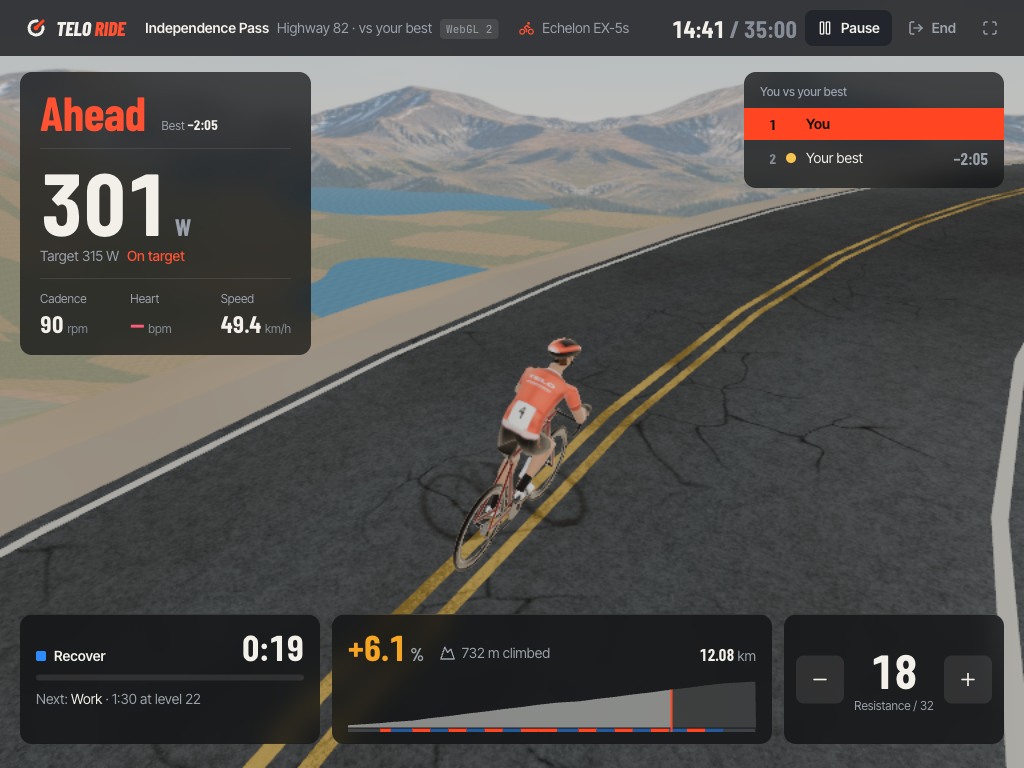 TELO RIDE Independence Pass Highway 82 · vs your best WebGL 2 Echelon EX-5s 14:41 / 35:00 Pause End
Ahead Best −2:05
301 W
Target 315 W On target
Cadence Heart Speed
90 rpm – bpm 49.4 km/h
You vs your best
1 You
2 Your best −2:05
TELO
4
Recover 0:19
Next: Work · 1:30 at level 22
+6.1 % 732 m climbed 12.08 km
− 18 +
Resistance / 32